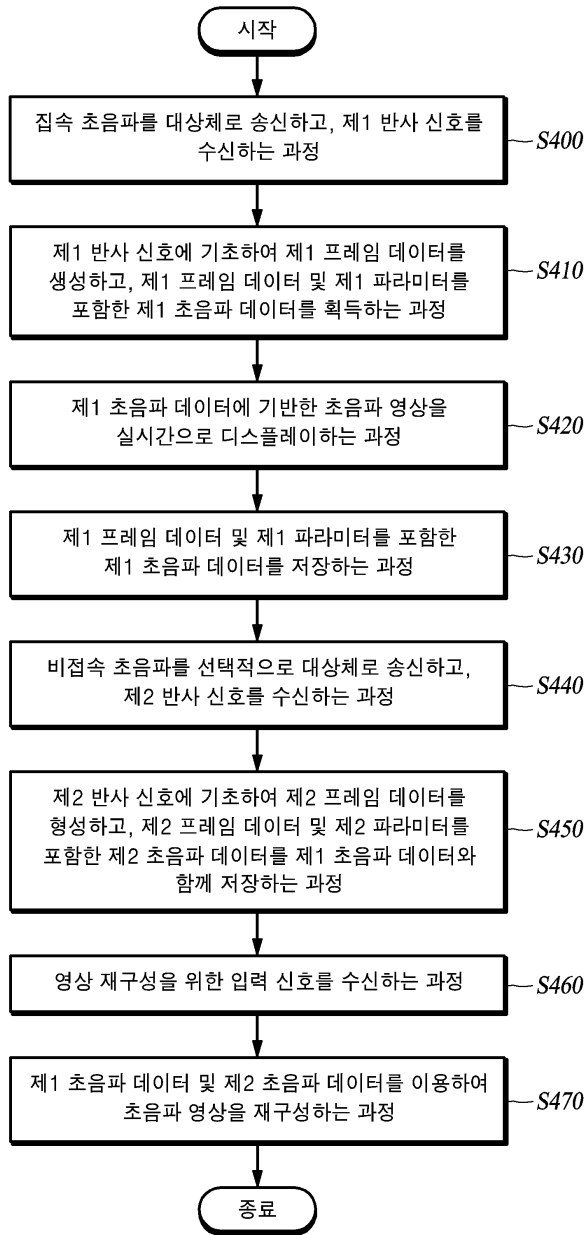 시작
집속 초음파를 대상체로 송신하고, 제1 반사 신호를
수신하는 과정
S400
제1 반사 신호에 기초하여 제1 프레임 데이터를
생성하고, 제1 프레임 데이터 및 제1 파라미터를
포함한 제1 초음파 데이터를 획득하는 과정
S410
제1 초음파 데이터에 기반한 초음파 영상을
실시간으로 디스플레이하는 과정
S420
제1 프레임 데이터 및 제1 파라미터를 포함한
제1 초음파 데이터를 저장하는 과정
S430
비접속 초음파를 선택적으로 대상체로 송신하고,
제2 반사 신호를 수신하는 과정
S440
제2 반사 신호에 기초하여 제2 프레임 데이터를
형성하고, 제2 프레임 데이터 및 제2 파라미터를
포함한 제2 초음파 데이터를 제1 초음파 데이터와
함께 저장하는 과정
S450
영상 재구성을 위한 입력 신호를 수신하는 과정
S460
제1 초음파 데이터 및 제2 초음파 데이터를 이용하여
초음파 영상을 재구성하는 과정
S470
종료